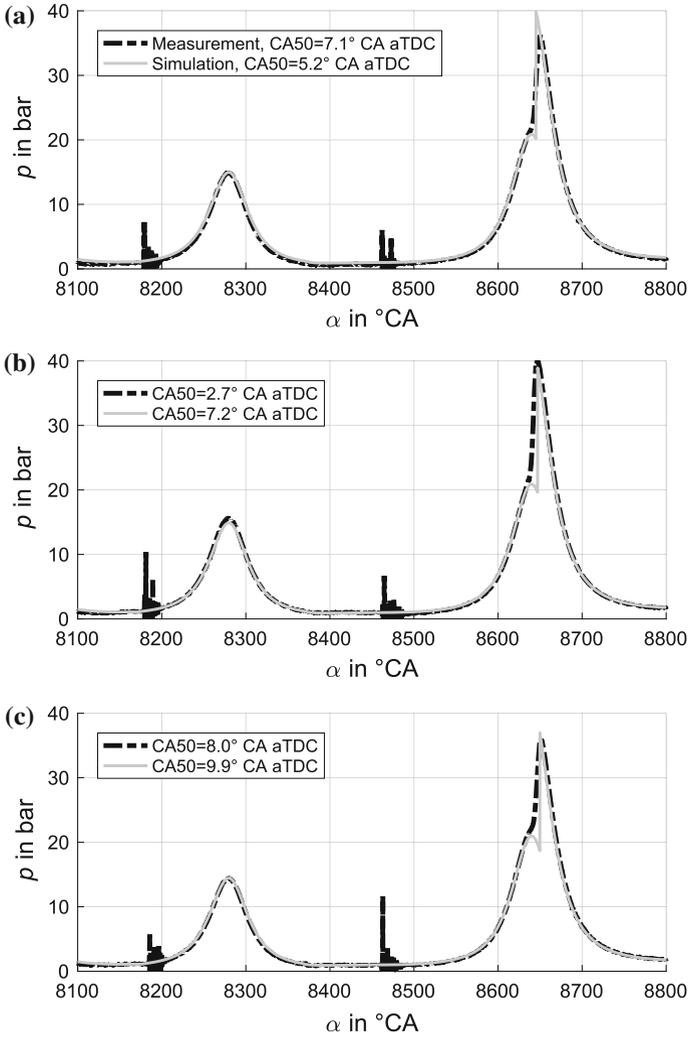 (a)
40
30
20
10
0
p in bar
Measurement, CA50=7.1° CA aTDC
Simulation, CA50=5.2° CA aTDC
8100 8200 8300 8400 8500 8600 8700 8800
α in °CA
(b)
40
30
20
10
0
p in bar
CA50=2.7° CA aTDC
CA50=7.2° CA aTDC
8100 8200 8300 8400 8500 8600 8700 8800
α in °CA
(c)
40
30
20
10
0
p in bar
CA50=8.0° CA aTDC
CA50=9.9° CA aTDC
8100 8200 8300 8400 8500 8600 8700 8800
α in °CA